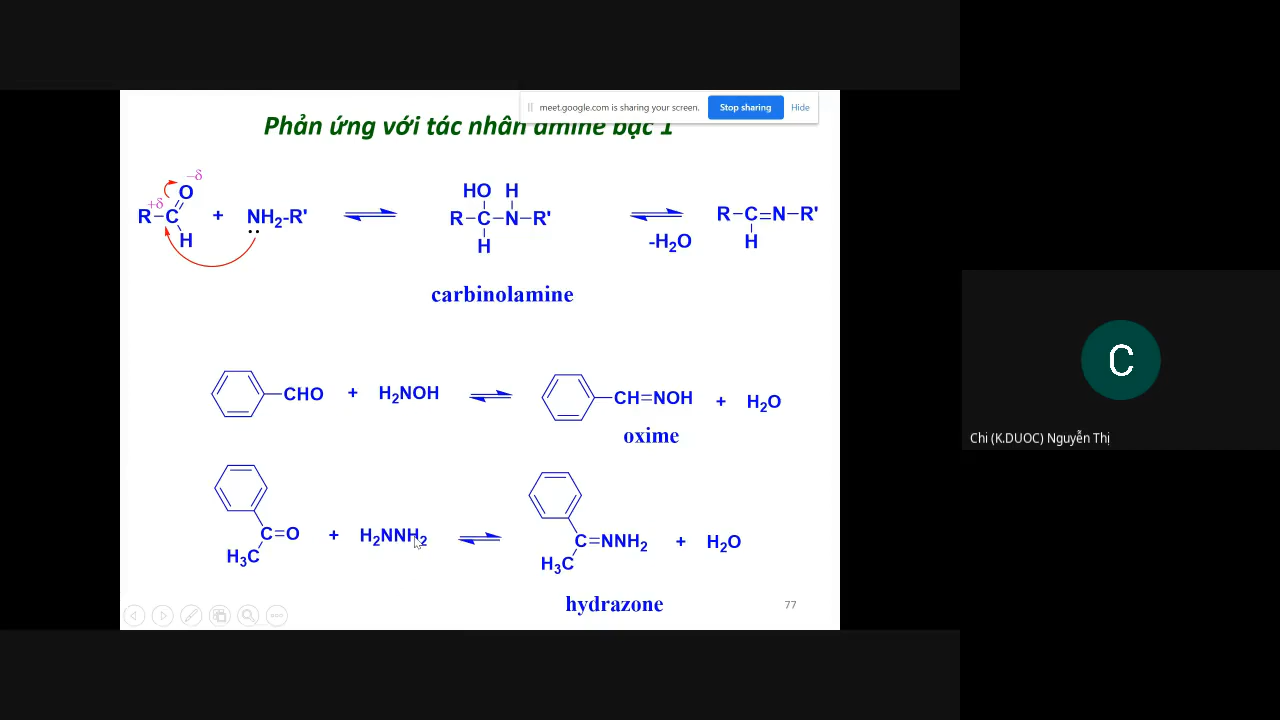 meet.google.com is sharing your screen. Stop sharing Hide
Phản ứng với tác nhân amine bậc 1
−δ
+δ O
R–C + NH₂-R' HO H R–C–N–R' R–C=N–R'
H H -H₂O H
carbinolamine
CHO + H₂NOH CH=NOH + H₂O
oxime
C=O + H₂NNH₂ C=NNH₂ + H₂O
H₃C H₃C
hydrazone
77
C
Chi (K.DUOC) Nguyễn Thị